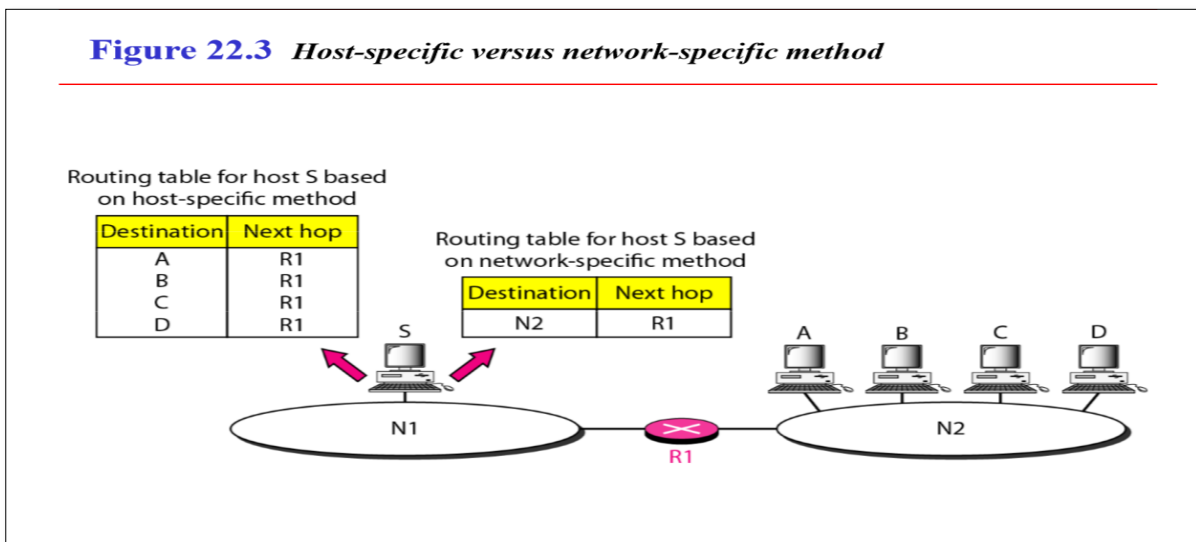 Figure 22.3 Host-specific versus network-specific method
Routing table for host S based
on host-specific method
Destination Next hop
A R1
B R1
C R1
D R1
Routing table for host S based
on network-specific method
Destination Next hop
N2 R1
S
A B C D
N1
R1
N2